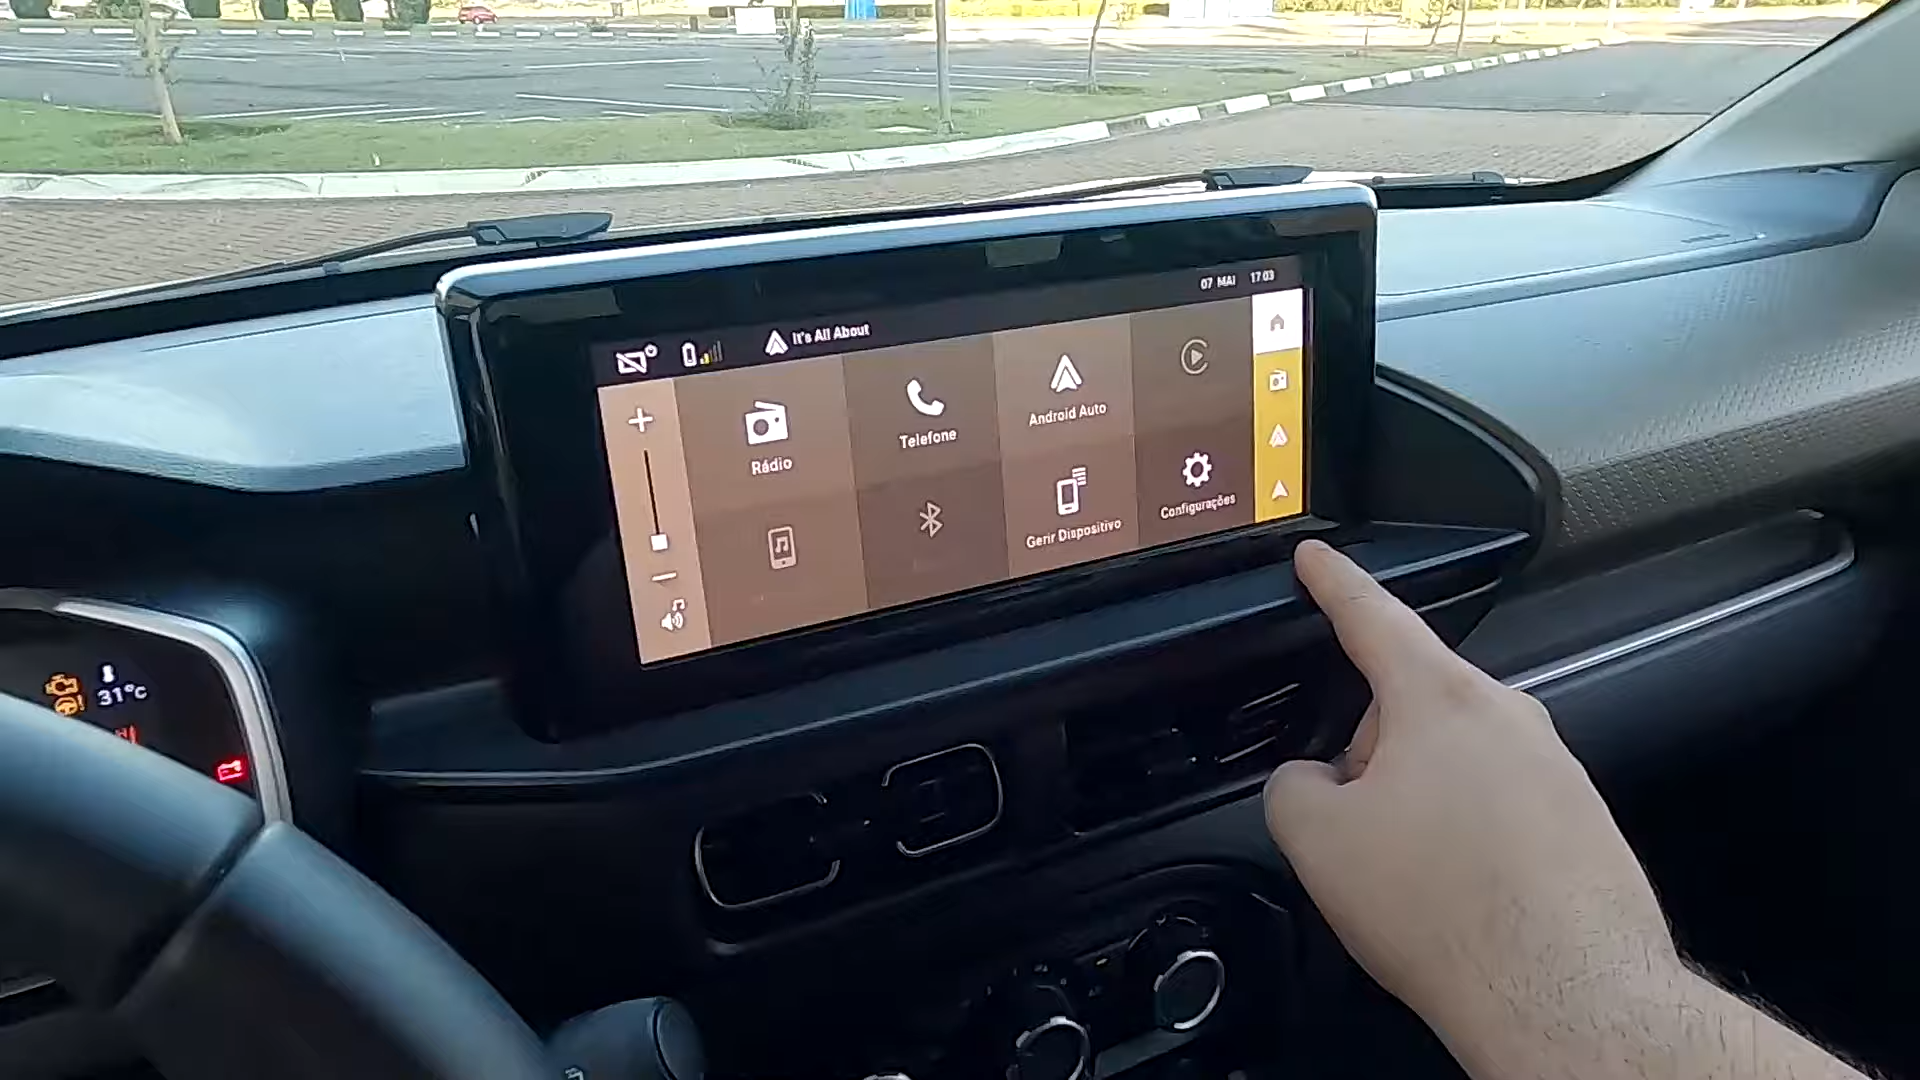 07 MAI 17:03
It's All About
Rádio
Telefone
Android Auto
Gerir Dispositivo
Configurações
31°C